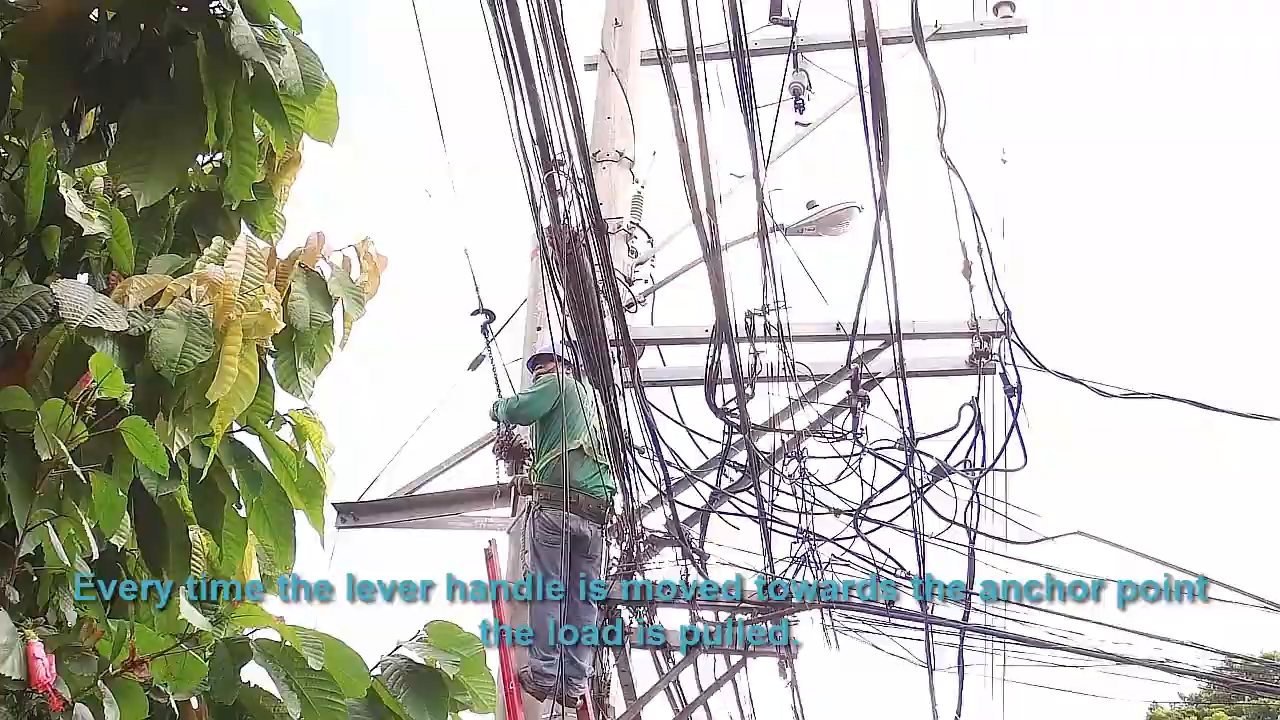 Every time the lever handle is moved towards the anchor point
the load is pulled.